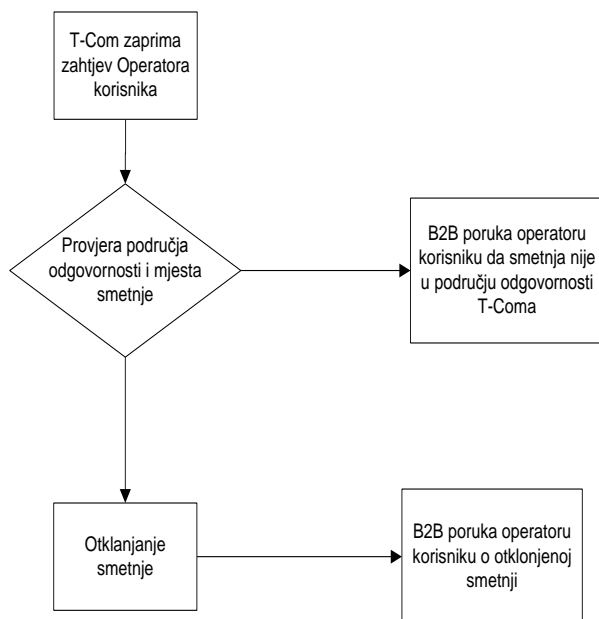 T-Com zaprima
zahtjev Operatora
korisnika
Provjera područja
odgovornosti i mjesta
smetnje
B2B poruka operatoru
korisniku da smetnja nije
u području odgovornosti
T-Coma
Otklanjanje
smetnje
B2B poruka operatoru
korisniku o otklonjenoj
smetnji